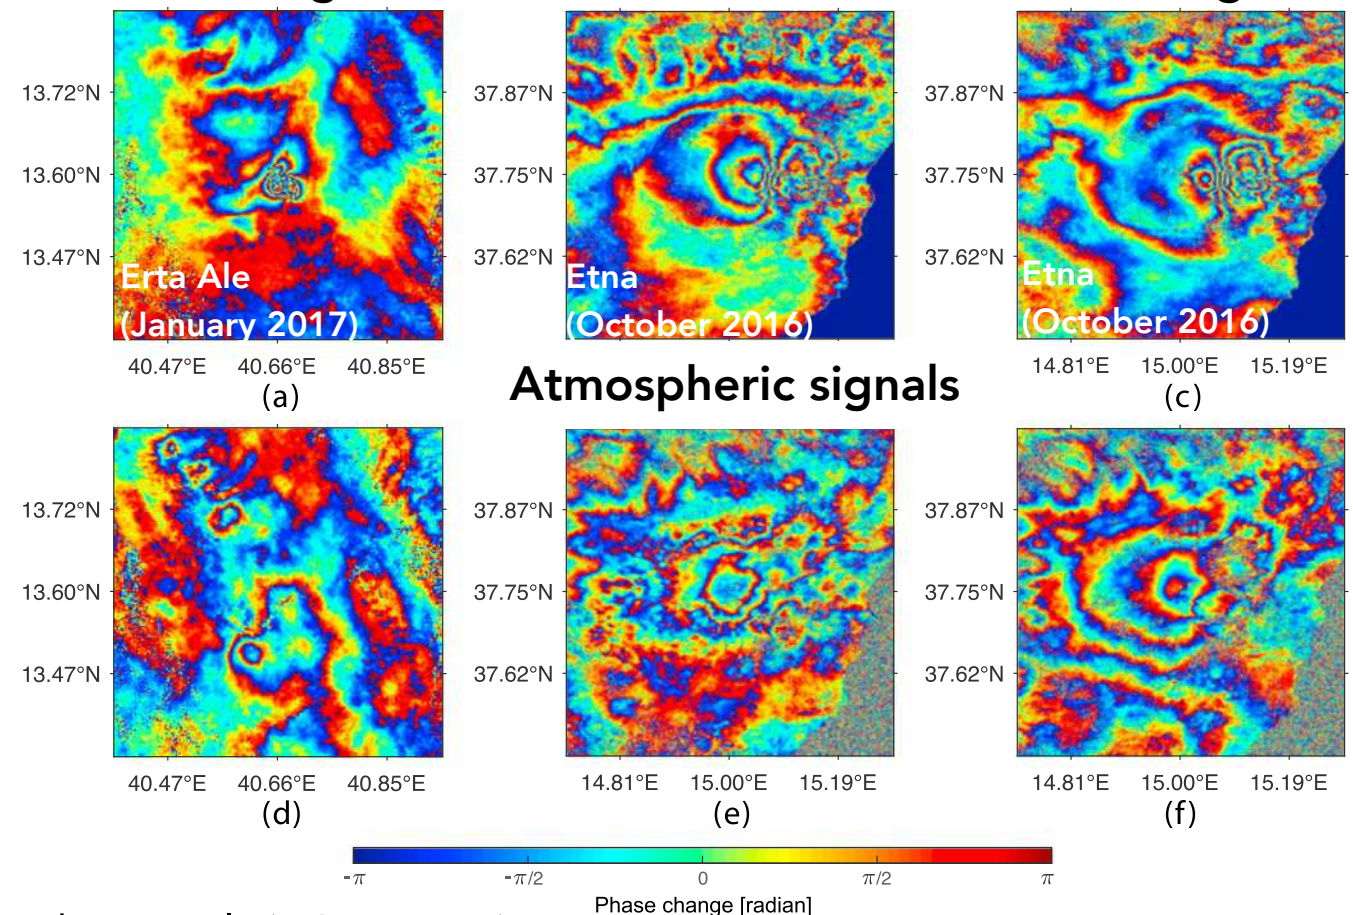 13.72°N
13.60°N
13.47°N
Erta Ale
(January 2017)
40.47°E 40.66°E 40.85°E
(a)
37.87°N
37.75°N
37.62°N
Etna
(October 2016)
37.87°N
37.75°N
37.62°N
Etna
(October 2016)
14.81°E 15.00°E 15.19°E
(c)
Atmospheric signals
13.72°N
13.60°N
13.47°N
40.47°E 40.66°E 40.85°E
(d)
37.87°N
37.75°N
37.62°N
14.81°E 15.00°E 15.19°E
(e)
37.87°N
37.75°N
37.62°N
14.81°E 15.00°E 15.19°E
(f)
-π -π/2 0 π/2 π
Phase change [radian]